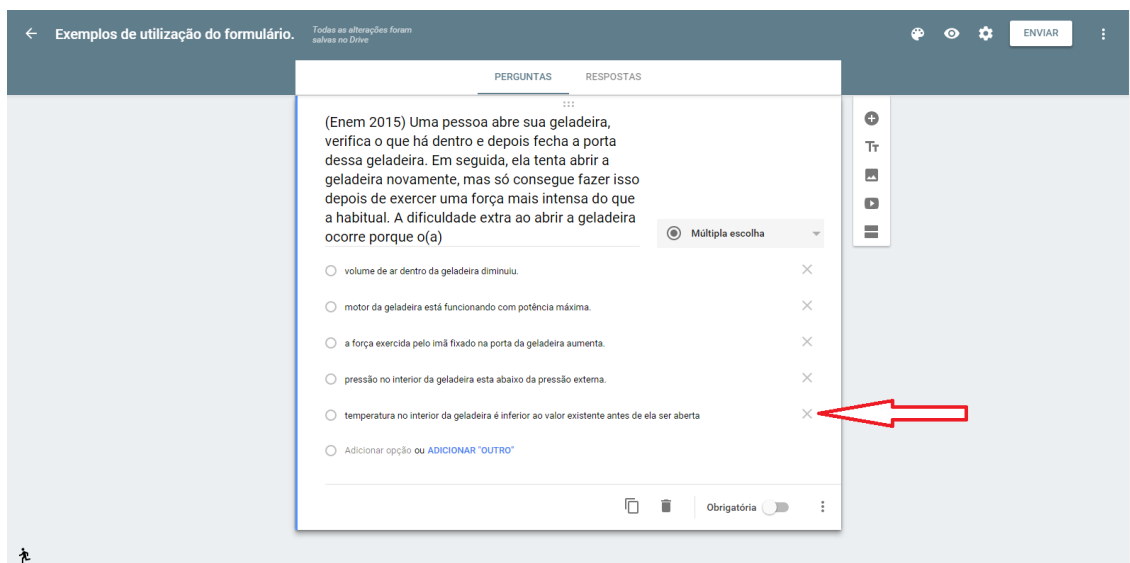 Exemplos de utilização do formulário.
Todas as alterações foram
salvas no Drive
ENVIAR
PERGUNTAS RESPOSTAS
(Enem 2015) Uma pessoa abre sua geladeira,
verifica o que há dentro e depois fecha a porta
dessa geladeira. Em seguida, ela tenta abrir a
geladeira novamente, mas só consegue fazer isso
depois de exercer uma força mais intensa do que
a habitual. A dificuldade extra ao abrir a geladeira
ocorre porque o(a)
Múltipla escolha
Tт
volume de ar dentro da geladeira diminuiu.
motor da geladeira está funcionando com potência máxima.
a força exercida pelo imã fixado na porta da geladeira aumenta.
pressão no interior da geladeira esta abaixo da pressão externa.
temperatura no interior da geladeira é inferior ao valor existente antes de ela ser aberta
Adicionar opção ou ADICIONAR "OUTRO"
Obrigatória